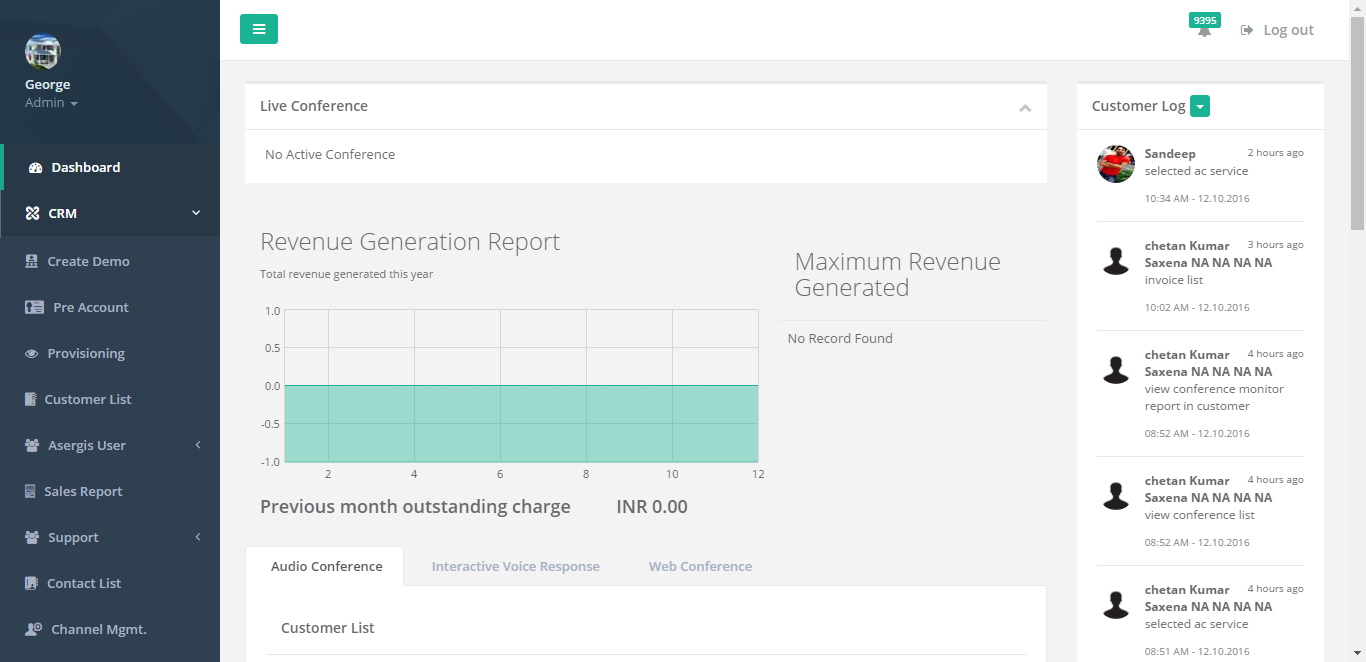 George
Admin
Dashboard
CRM
Create Demo
Pre Account
Provisioning
Customer List
Asergis User
Sales Report
Support
Contact List
Channel Mgmt.
9395
Log out
Live Conference
No Active Conference
Revenue Generation Report
Total revenue generated this year
1.0
0.5
0.0
-0.5
-1.0
2 4 6 8 10 12
Maximum Revenue
Generated
No Record Found
Previous month outstanding charge INR 0.00
Audio Conference Interactive Voice Response Web Conference
Customer List
Customer Log
Sandeep 2 hours ago
selected ac service
10:34 AM - 12.10.2016
chetan Kumar 3 hours ago
Saxena NA NA NA NA
invoice list
10:02 AM - 12.10.2016
chetan Kumar 4 hours ago
Saxena NA NA NA NA
view conference monitor
report in customer
08:52 AM - 12.10.2016
chetan Kumar 4 hours ago
Saxena NA NA NA NA
view conference list
08:52 AM - 12.10.2016
chetan Kumar 4 hours ago
Saxena NA NA NA NA
selected ac service
08:51 AM - 12.10.2016